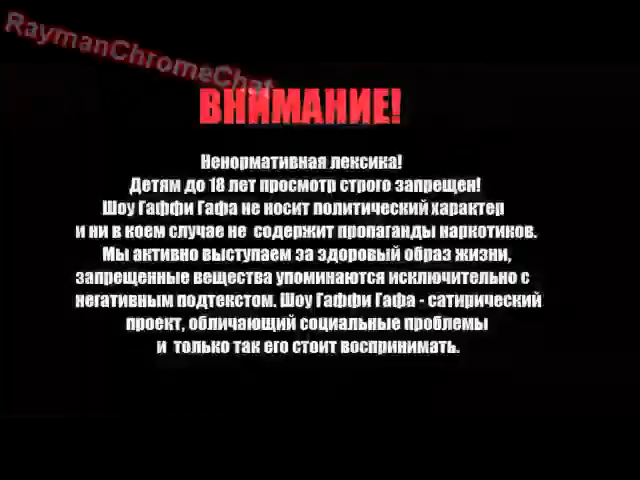 RaymanChromeChat
ВНИМАНИЕ!
Ненормативная лексика!
Детям до 18 лет просмотр строго запрещен!
Шоу Гаффи Гафа не носит политический характер
и ни в коем случае не содержит пропаганды наркотиков.
Мы активно выступаем за здоровый образ жизни,
запрещенные вещества упоминаются исключительно с
негативным подтекстом. Шоу Гаффи Гафа - сатирический
проект, обличающий социальные проблемы
и только так его стоит воспринимать.